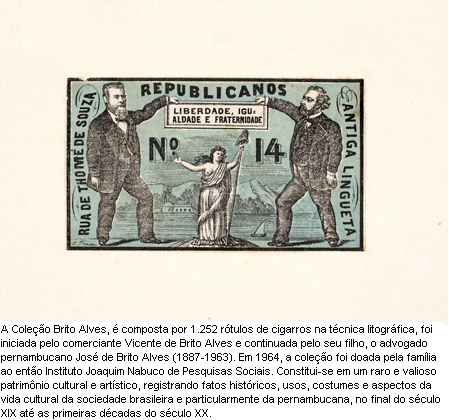 REPUBLICANOS
LIBERDADE, IGU-
ALDADE E FRATERNIDADE
RUA DE THOMÉ DE SOUZA
ANTIGA LINGUETA
Nº 14
A Coleção Brito Alves, é composta por 1.252 rótulos de cigarros na técnica litográfica, foi
iniciada pelo comerciante Vicente de Brito Alves e continuada pelo seu filho, o advogado
pernambucano José de Brito Alves (1887-1963). Em 1964, a coleção foi doada pela família
ao então Instituto Joaquim Nabuco de Pesquisas Sociais. Constitui-se em um raro e valioso
patrimônio cultural e artístico, registrando fatos históricos, usos, costumes e aspectos da
vida cultural da sociedade brasileira e particularmente da pernambucana, no final do século
XIX até as primeiras décadas do século XX.